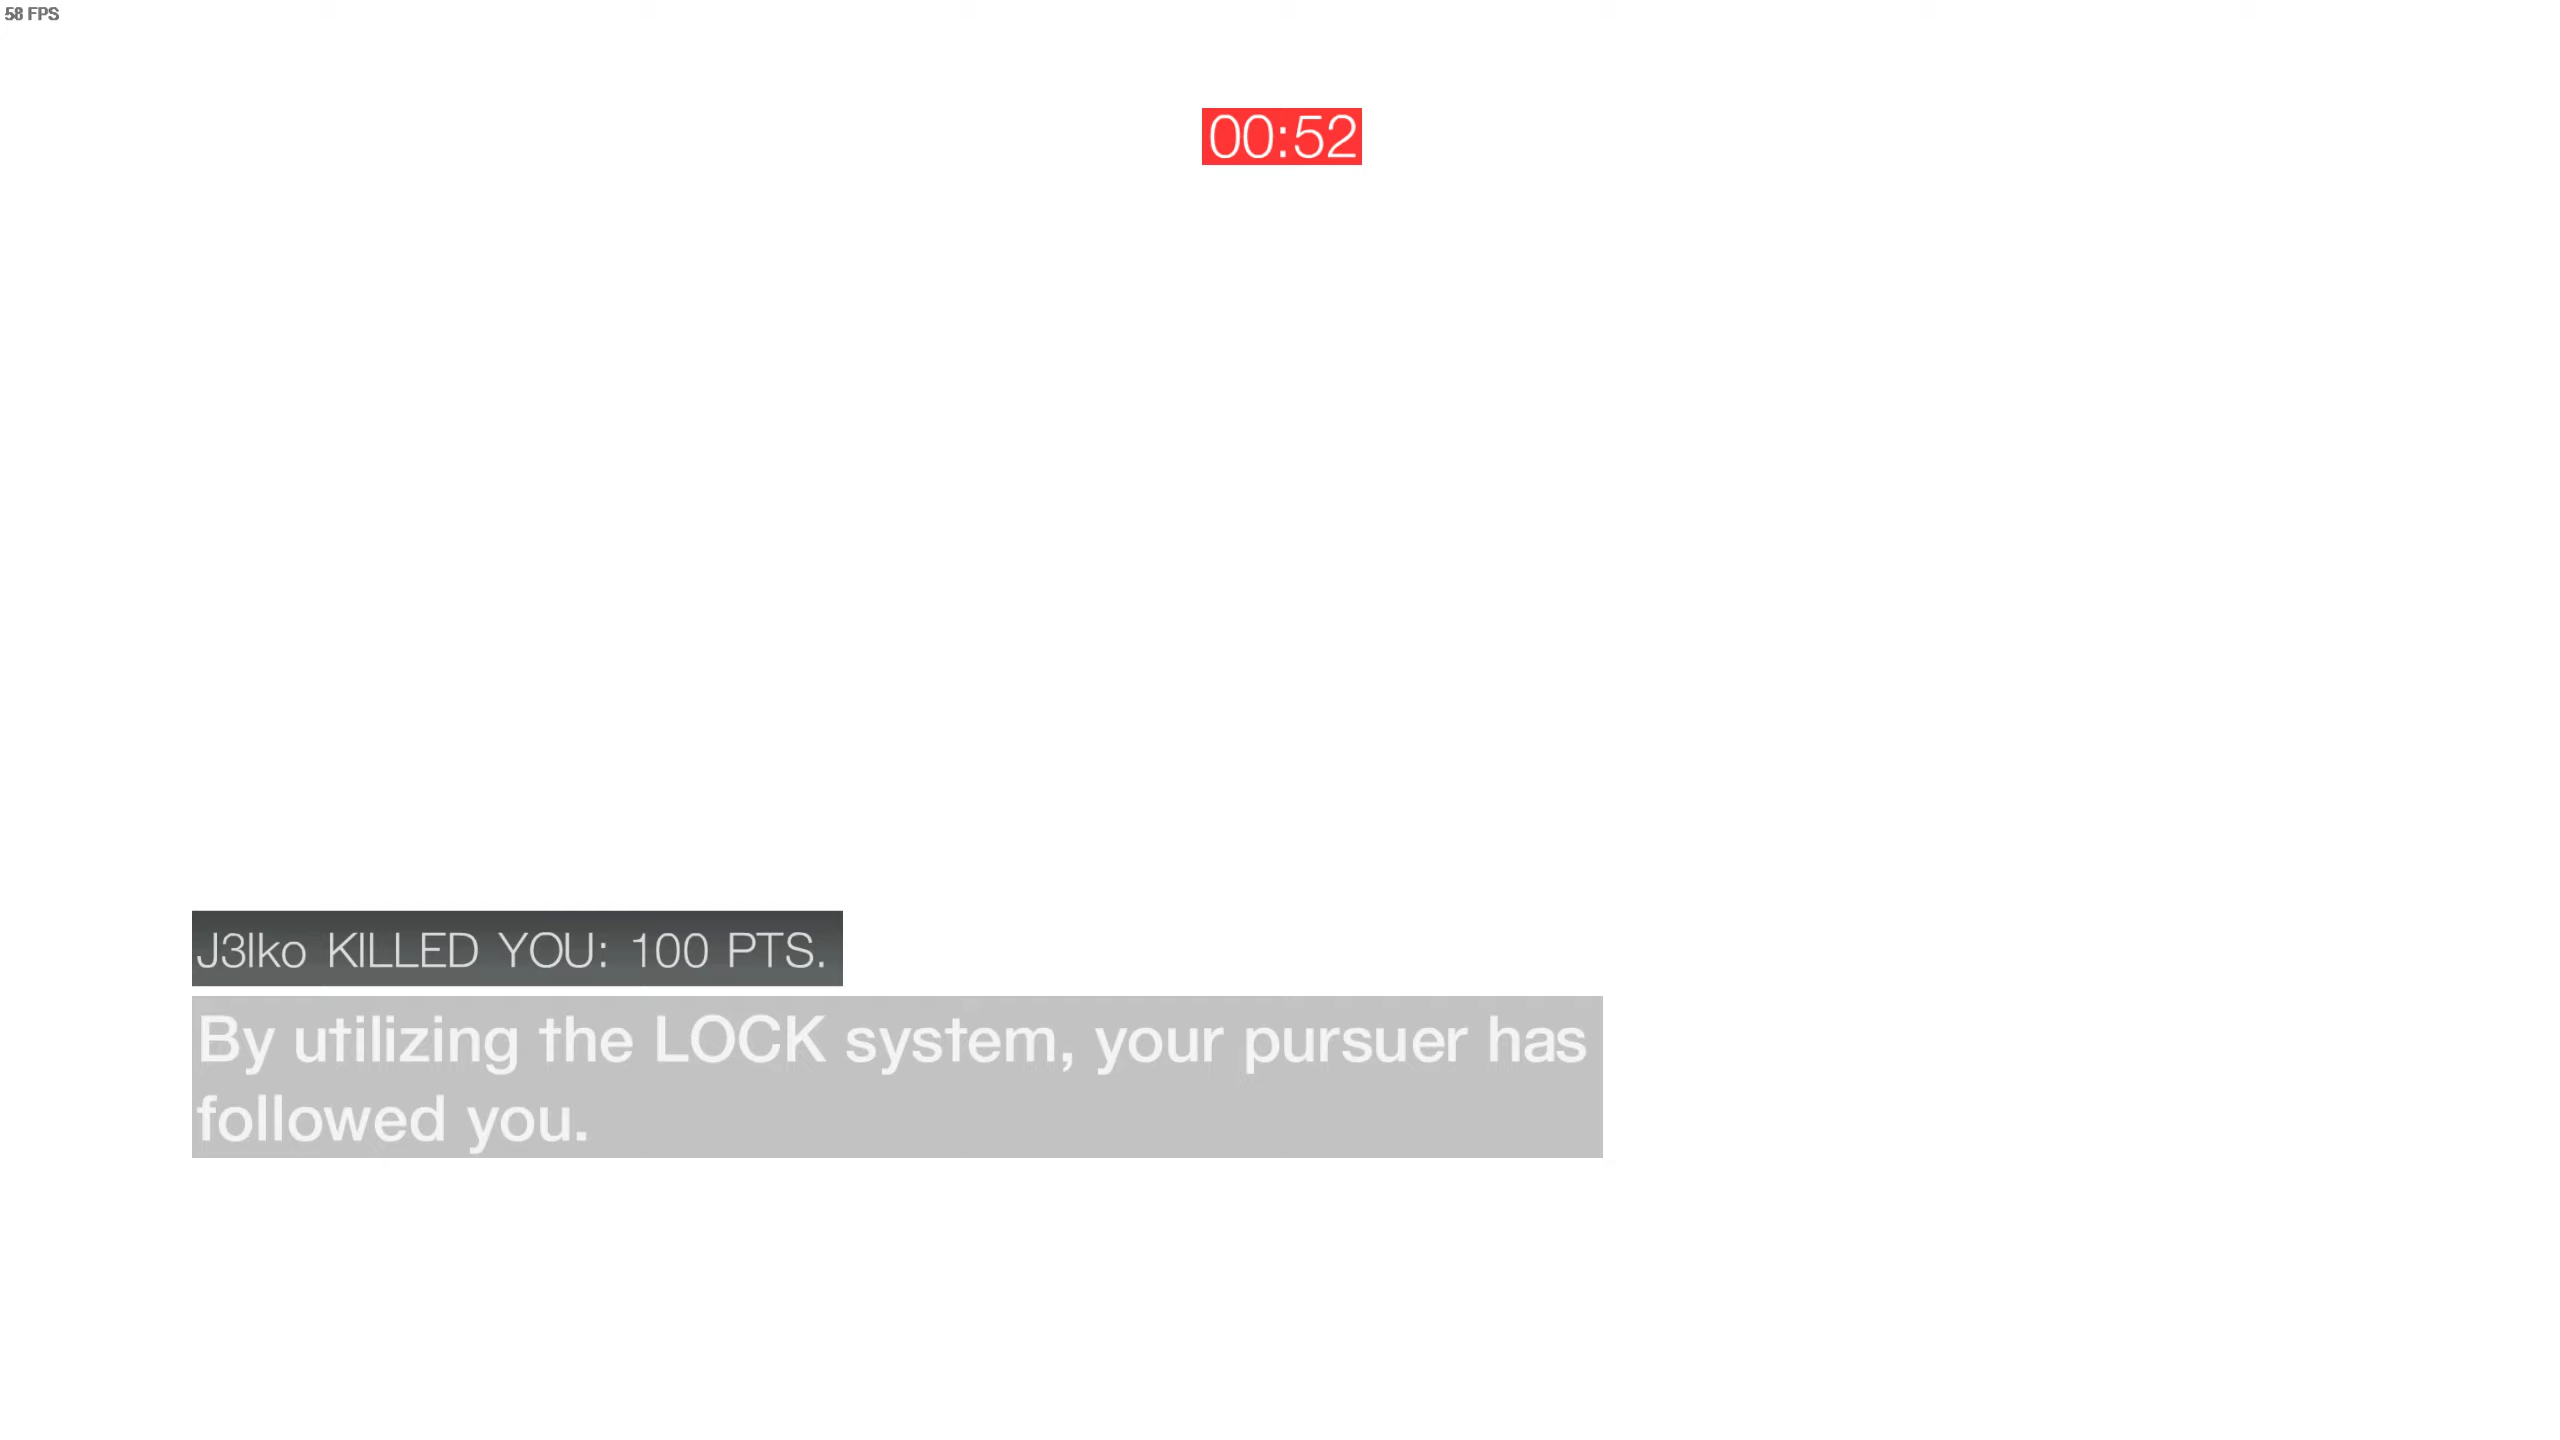 58 FPS
00:52
J3lko KILLED YOU: 100 PTS.
By utilizing the LOCK system, your pursuer has
followed you.